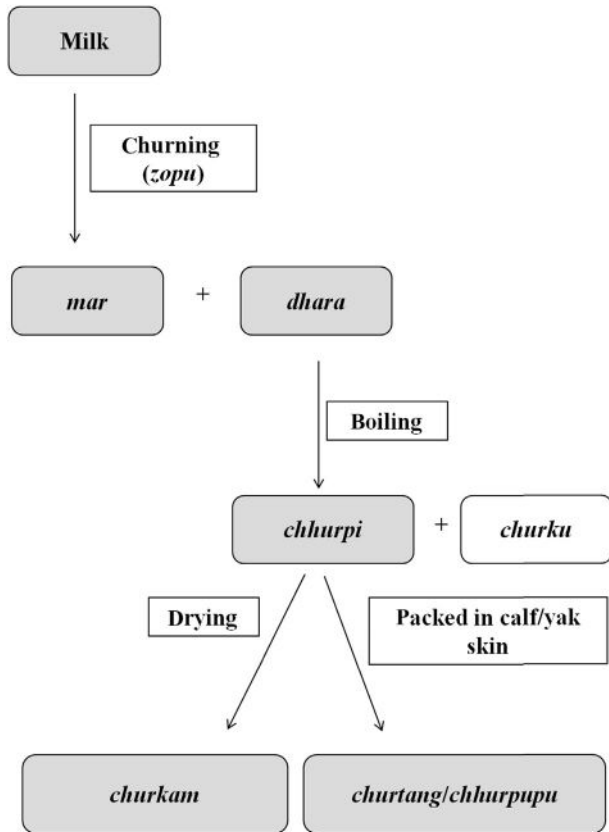 Milk
Churning
(zopu)
mar + dhara
Boiling
chhurpi + churku
Drying
Packed in calf/yak
skin
churkam
churtang/chhurpupu